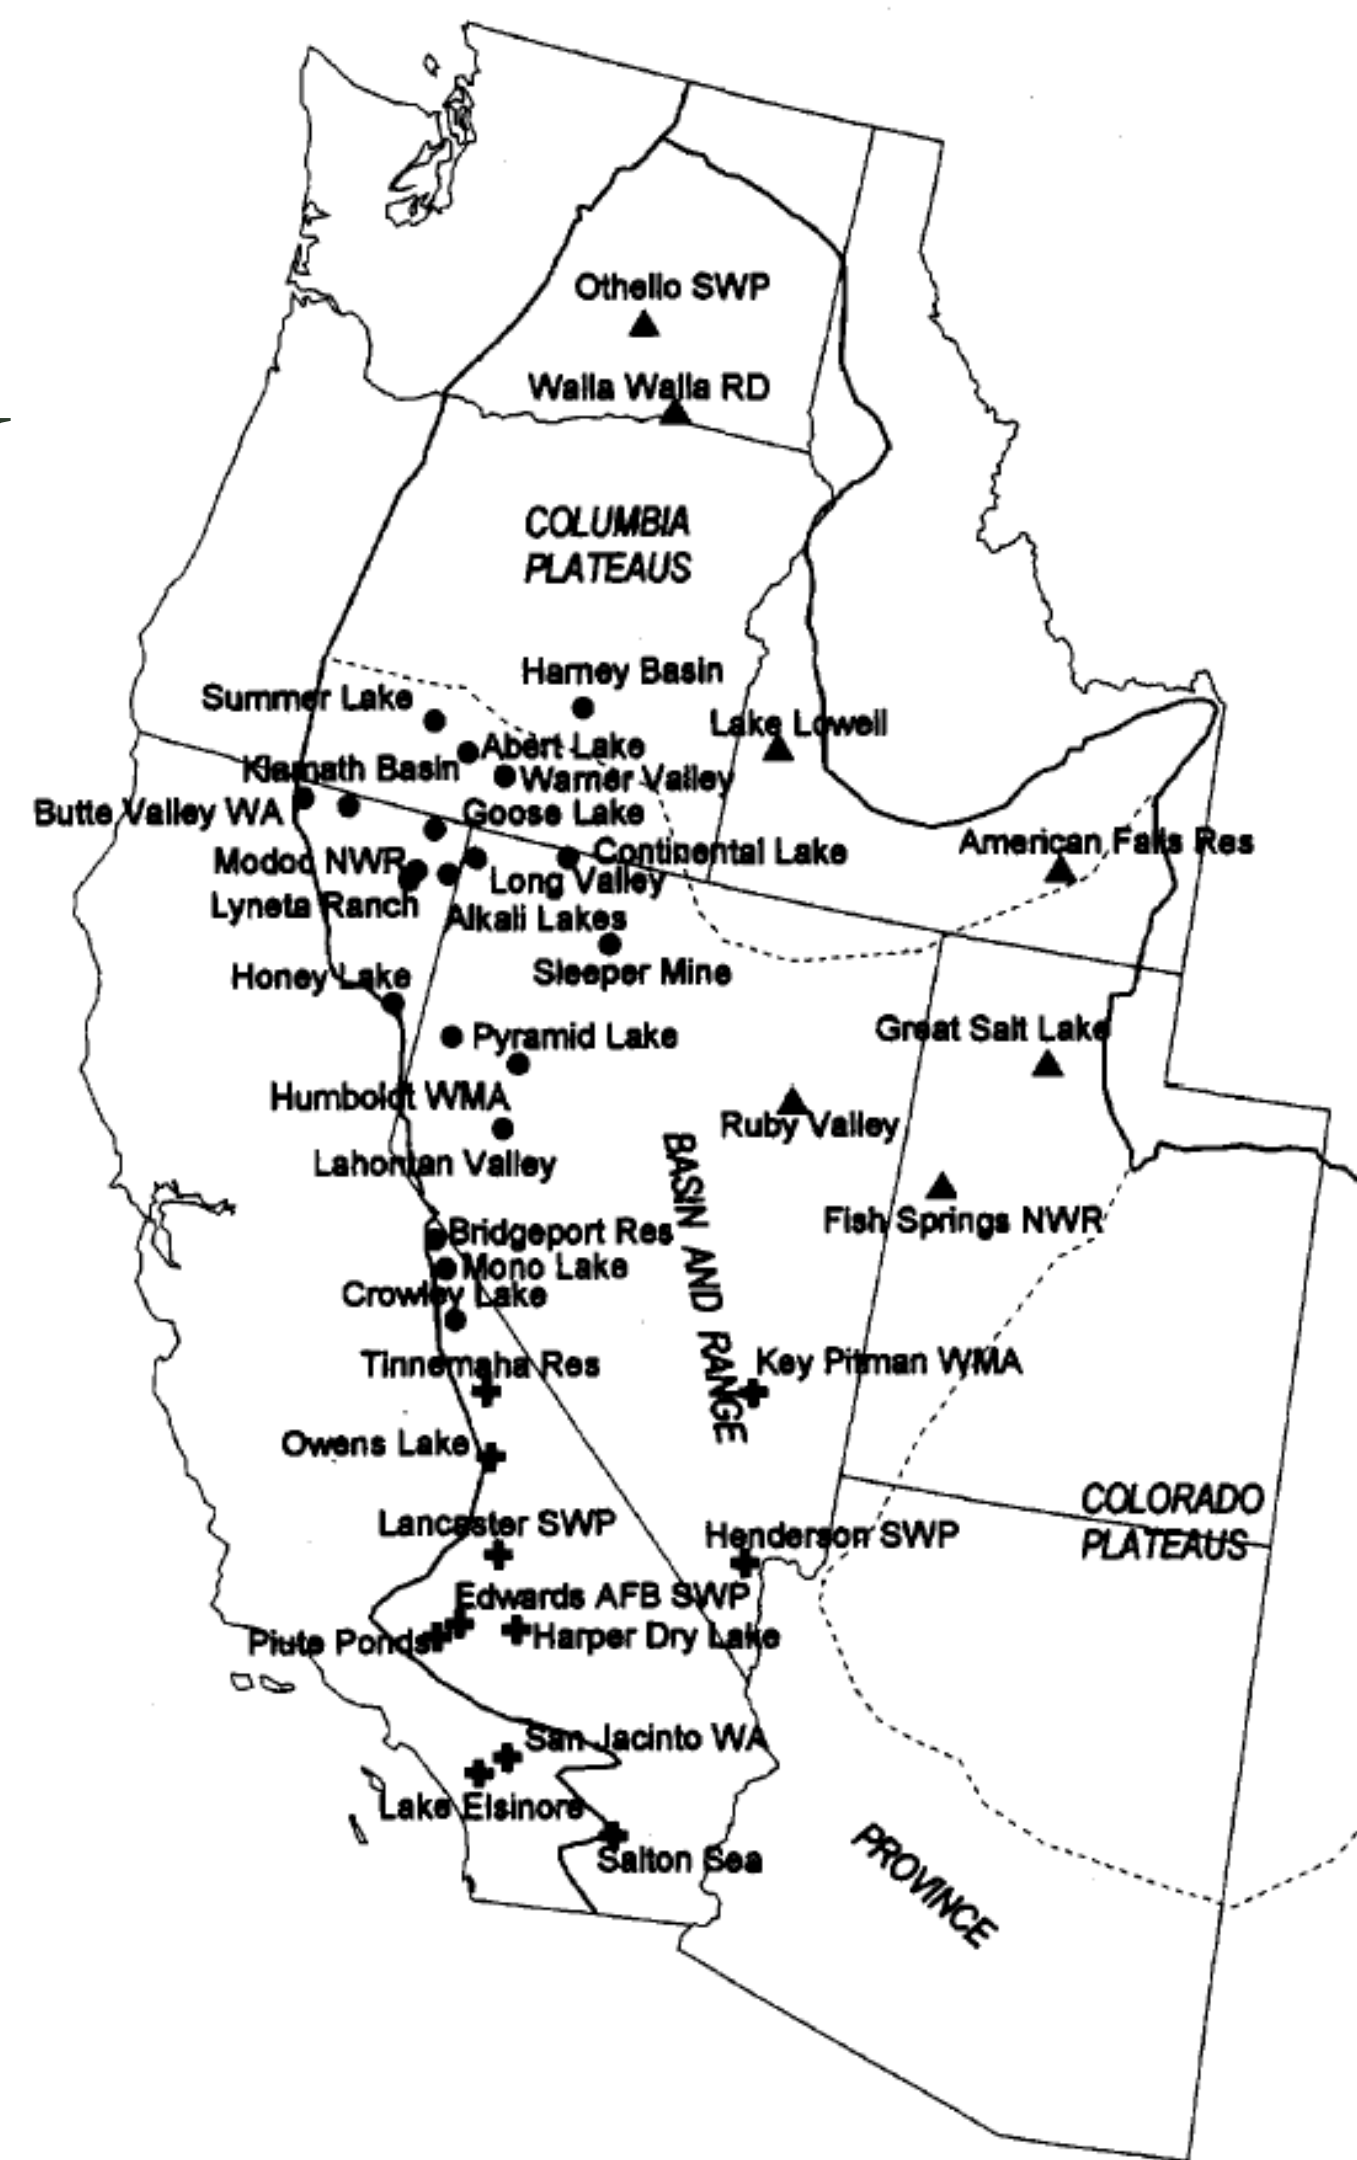 Othello SWP
Walla Walla RD
COLUMBIA
PLATEAUS
Harney Basin
Summer Lake
Lake Lowell
Abert Lake
Klamath Basin
Warner Valley
Butte Valley WA
Goose Lake
American Falls Res
Continental Lake
Modoc NWR
Long Valley
Lyneta Ranch
Alkali Lakes
Sleeper Mine
Honey Lake
Great Salt Lake
Pyramid Lake
Humboldt WMA
Ruby Valley
Lahontan Valley
Fish Springs NWR
Bridgeport Res
BASIN AND RANGE
Mono Lake
Crowley Lake
Tinnemaha Res
Key Pittman WMA
Owens Lake
COLORADO
PLATEAUS
Lancaster SWP
Henderson SWP
Edwards AFB SWP
Piute Ponds
Harper Dry Lake
San Jacinto WA
Lake Elsinore
Salton Sea
PROVINCE